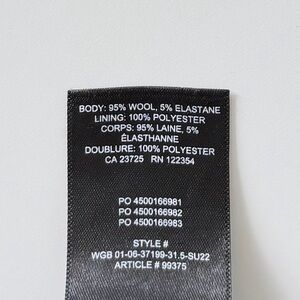 BODY: 95% WOOL, 5% ELASTANE
LINING: 100% POLYESTER
CORPS: 95% LAINE, 5%
ÉLASTHANNE
DOUBLURE: 100% POLYESTER
CA 23725 RN 122354
PO 4500166981
PO 4500166982
PO 4500166983
STYLE #
WGB 01-06-37199-31.5-SU22
ARTICLE # 99375